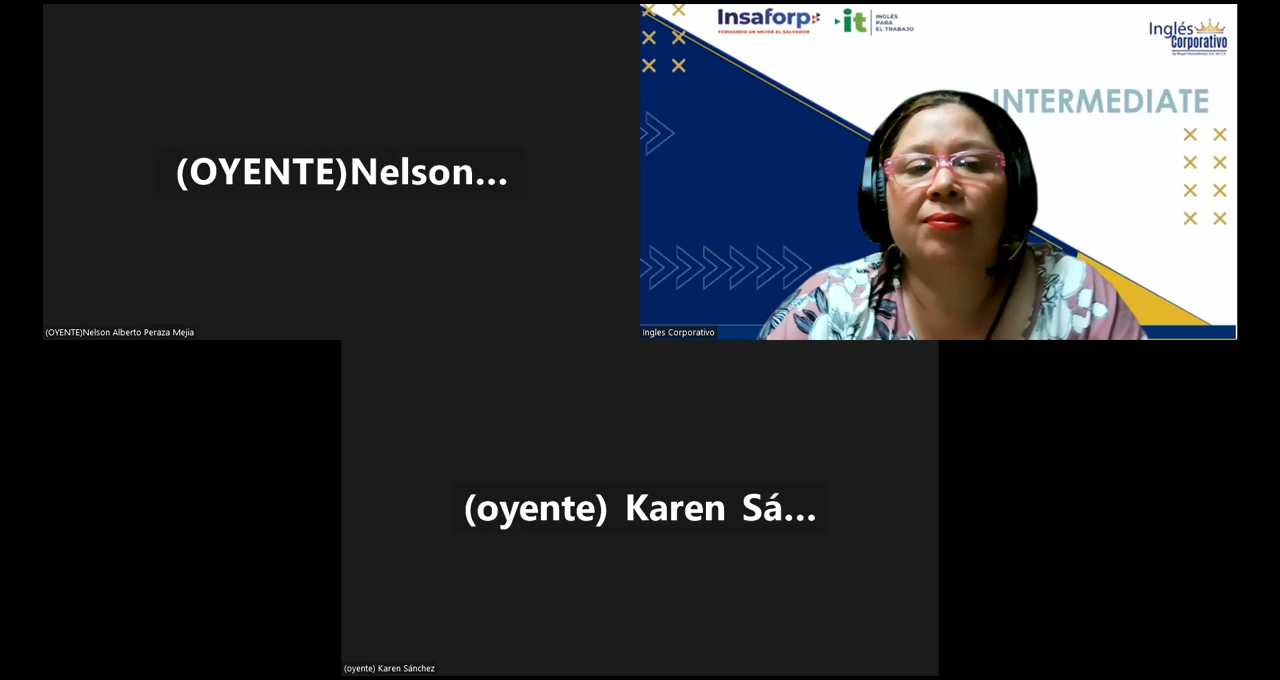 (OYENTE)Nelson...
(OYENTE)Nelson Alberto Peraza Mejia
Insaforp
FORMANDO UN MEJOR EL SALVADOR
it
INGLÉS
PARA
EL TRABAJO
Inglés
Corporativo
INTERMEDIATE
Ingles Corporativo
(oyente) Karen Sá...
(oyente) Karen Sánchez